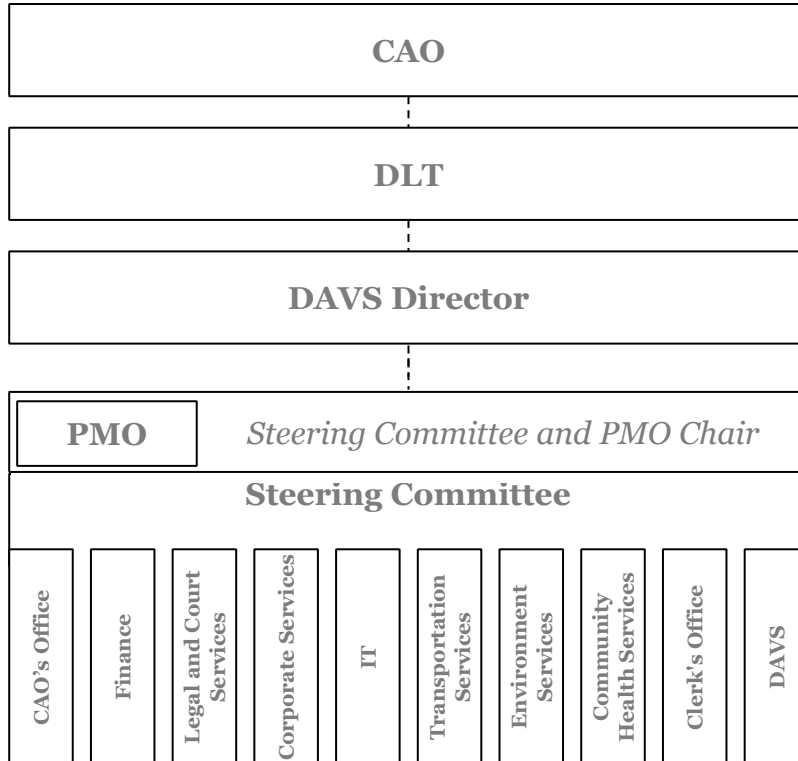 CAO
DLT
DAVS Director
PMO
Steering Committee and PMO Chair
Steering Committee
CAO’s Office
Finance
Legal and Court
Services
Corporate Services
IT
Transportation
Services
Environment
Services
Community
Health Services
Clerk's Office
DAVS